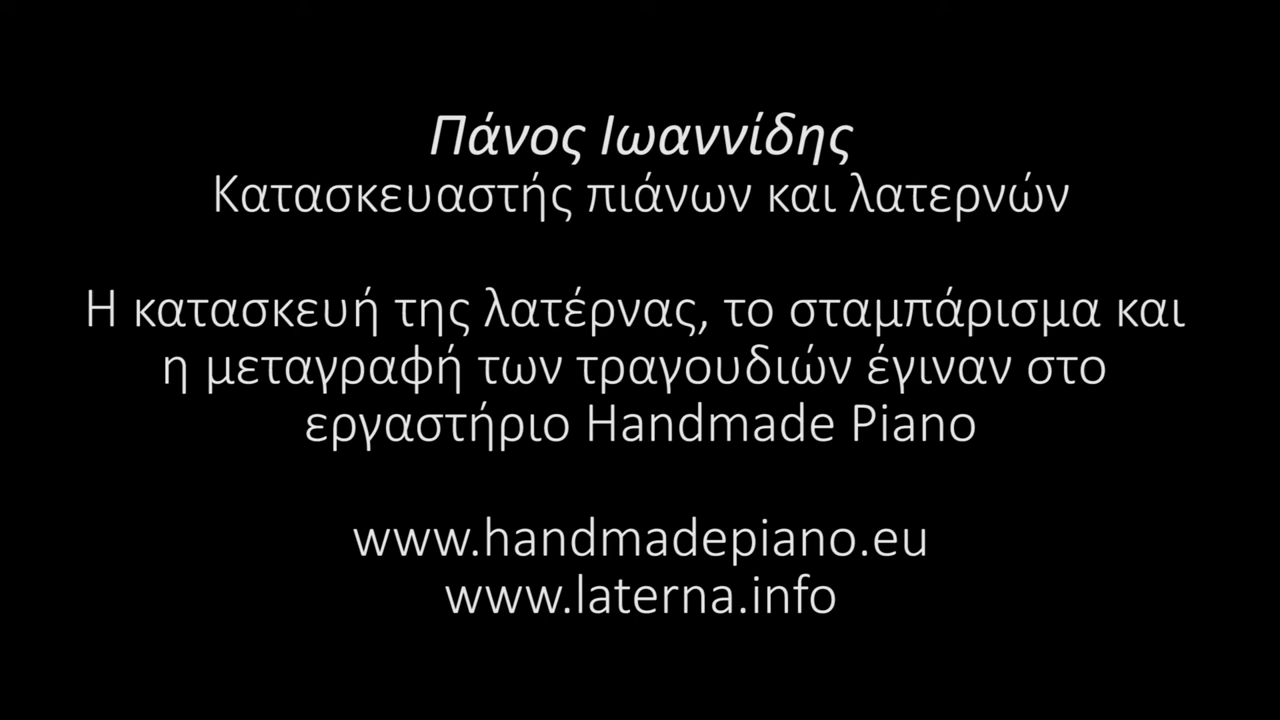 Πάνος Ιωαννίδης
Κατασκευαστής πιάνων και λατερνών
Η κατασκευή της λατέρνας, το σταμπάρισμα και
η μεταγραφή των τραγουδιών έγιναν στο
εργαστήριο Handmade Piano
www.handmadepiano.eu
www.laterna.info